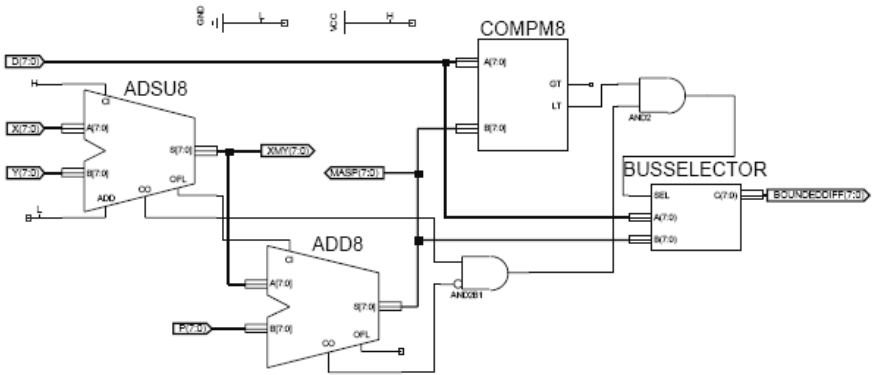 GND
L
VCC
H
COMPM8
D(7:0)
A[7:0]
GT
LT
B[7:0]
AND2
H
ADSU8
CI
X(7:0)
A[7:0]
S[7:0]
XMY(7:0)
Y(7:0)
B[7:0]
ADD
CO
OFL
L
MASP(7:0)
BUSSELECTOR
SEL
C(7:0)
BOUNDEDDIFF(7:0)
A(7:0)
B(7:0)
ADD8
CI
A[7:0]
S[7:0]
P(7:0)
B[7:0]
CO
OFL
AND2B1